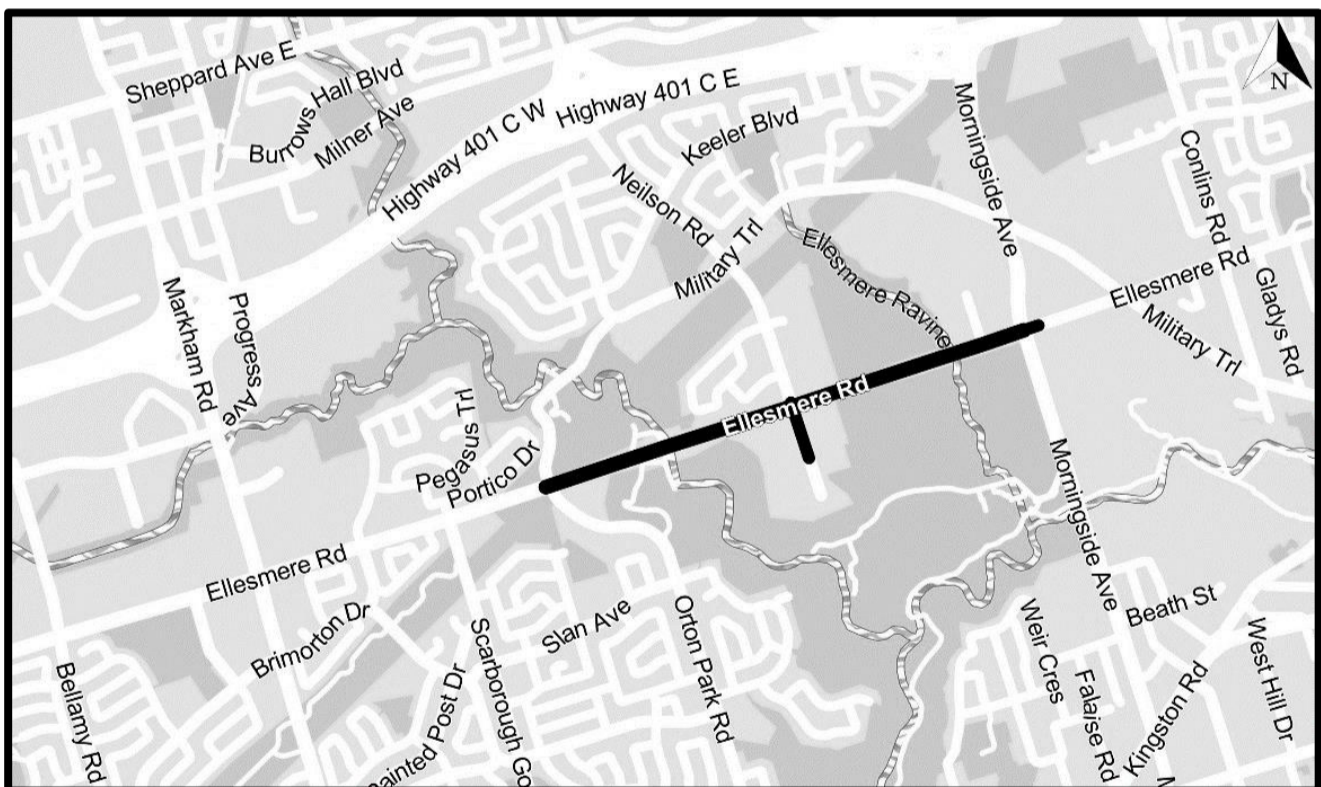 Sheppard Ave E
Burrows Hall Blvd
Milner Ave
Highway 401 C W
Highway 401 C E
Keeler Blvd
Neilson Rd
Military Trl
Morningside Ave
N
Conlins Rd
Ellesmere Rd
Gladys Rd
Military Trl
Ellesmere Ravine
Markham Rd
Progress Ave
Pegasus Trl
Portico Dr
Ellesmere Rd
Ellesmere Rd
Brimorton Dr
Bellamy Rd
Painted Post Dr
Scarborough Go
Slan Ave
Orton Park Rd
Morningside Ave
Weir Cres
Beath St
Falaise Rd
Kingston Rd
West Hill Dr
M